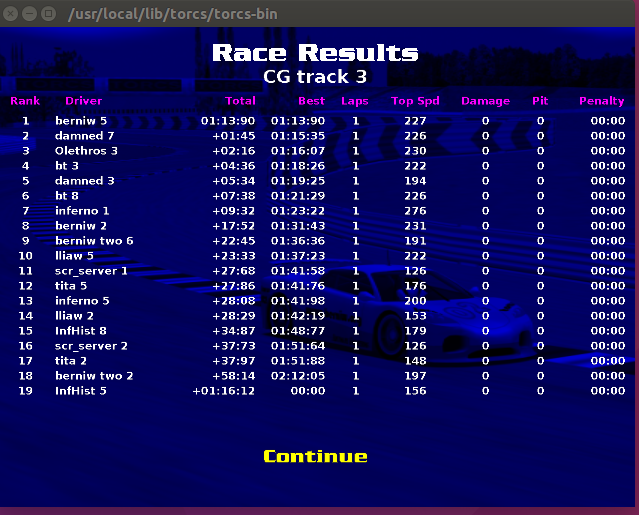 /usr/local/lib/torcs/torcs-bin
Race Results
CG track 3
Rank Driver Total Best Laps Top Spd Damage Pit Penalty
1 berniw 5 01:13:90 01:13:90 1 227 0 0 00:00
2 damned 7 +01:45 01:15:35 1 226 0 0 00:00
3 Olethros 3 +02:16 01:16:07 1 230 0 0 00:00
4 bt 3 +04:36 01:18:26 1 222 0 0 00:00
5 damned 3 +05:34 01:19:25 1 194 0 0 00:00
6 bt 8 +07:38 01:21:29 1 226 0 0 00:00
7 inferno 1 +09:32 01:23:22 1 276 0 0 00:00
8 berniw 2 +17:52 01:31:43 1 231 0 0 00:00
9 berniw two 6 +22:45 01:36:36 1 191 0 0 00:00
10 lliaw 5 +23:33 01:37:23 1 222 0 0 00:00
11 scr_server 1 +27:68 01:41:58 1 126 0 0 00:00
12 tita 5 +27:86 01:41:76 1 176 0 0 00:00
13 inferno 5 +28:08 01:41:98 1 200 0 0 00:00
14 lliaw 2 +28:29 01:42:19 1 153 0 0 00:00
15 InfHist 8 +34:87 01:48:77 1 179 0 0 00:00
16 scr_server 2 +37:73 01:51:64 1 126 0 0 00:00
17 tita 2 +37:97 01:51:88 1 148 0 0 00:00
18 berniw two 2 +58:14 02:12:05 1 197 0 0 00:00
19 InfHist 5 +01:16:12 00:00 1 156 0 0 00:00
Continue